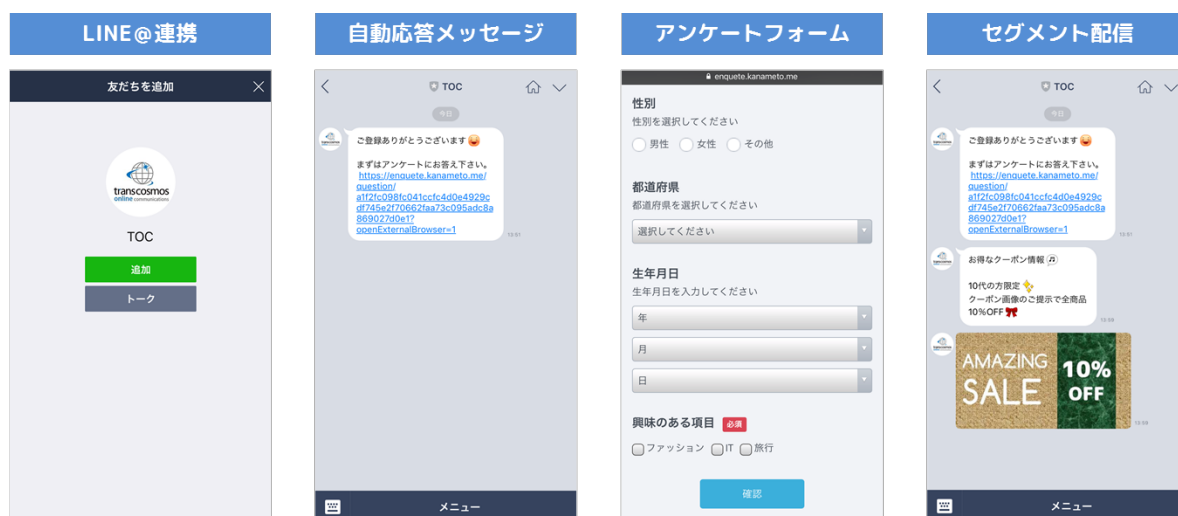 LINE@連携
友だちを追加
transcosmos
online communications
TOC
追加
トーク
自動応答メッセージ
TOC
今日
transcosmos
ご登録ありがとうございます
まずはアンケートにお答え下さい。
https://enquete.kanameto.me/
question/
a1f2fc098fc041ccfc4d0e4929c
df745e2f70662faa73c095adc8a
869027d0e1?
openExternalBrowser=1
13:57
メニュー
アンケートフォーム
enquete.kanameto.me
性別
性別を選択してください
男性 女性 その他
都道府県
都道府県を選択してください
選択してください
生年月日
生年月日を入力してください
年
月
日
興味のある項目 必須
ファッション IT 旅行
確認
セグメント配信
TOC
今日
transcosmos
ご登録ありがとうございます
まずはアンケートにお答え下さい。
https://enquete.kanameto.me/
question/
a1f2fc098fc041ccfc4d0e4929c
df745e2f70662faa73c095adc8a
869027d0e1?
openExternalBrowser=1
13:57
transcosmos
お得なクーポン情報
10代の方限定
クーポン画像のご提示で全商品
10%OFF
13:59
transcosmos
AMAZING
SALE
10%
OFF
13:59
メニュー